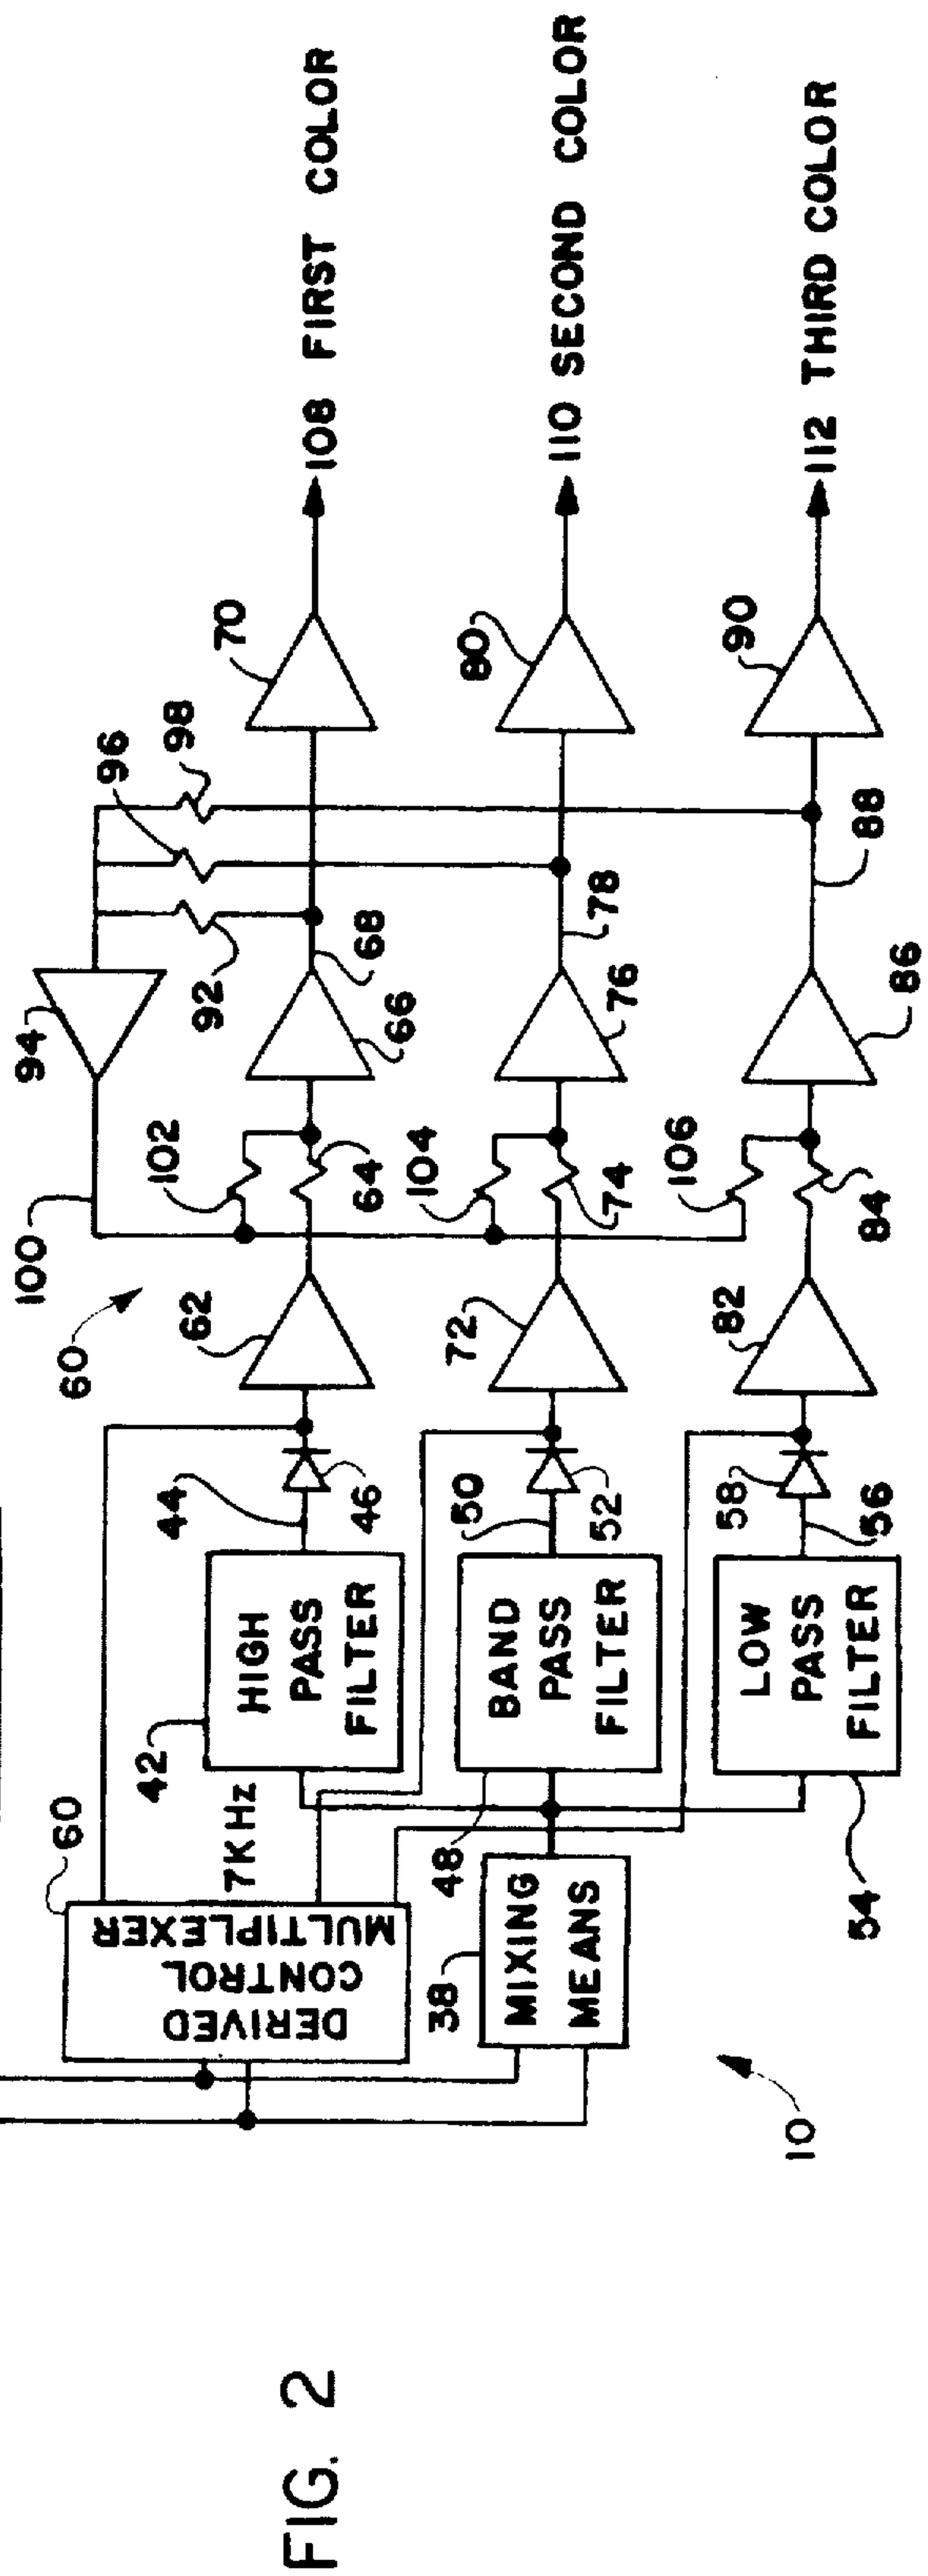 100
94
96
98
92
60
102
62
64
66
68
70
108 FIRST COLOR
60
DERIVED
CONTROL
MULTIPLEXER
7KHz
42
HIGH
PASS
FILTER
44
46
104
72
74
76
78
80
110 SECOND COLOR
38
MIXING
MEANS
48
BAND
PASS
FILTER
50
52
106
82
84
86
88
90
112 THIRD COLOR
54
LOW
PASS
FILTER
58
56
10
FIG. 2